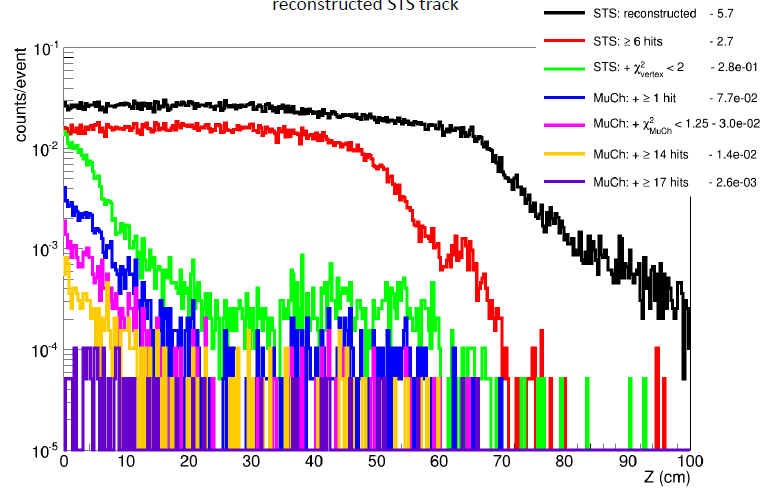 reconstructed STS track
STS: reconstructed - 5.7
STS: ≥ 6 hits - 2.7
STS: + χ²vertex < 2 - 2.8e-01
MuCh: + ≥ 1 hit - 7.7e-02
MuCh: + χ²MuCh < 1.25 - 3.0e-02
MuCh: + ≥ 14 hits - 1.4e-02
MuCh: + ≥ 17 hits - 2.6e-03
counts/event
10⁻¹
10⁻²
10⁻³
10⁻⁴
10⁻⁵
0 10 20 30 40 50 60 70 80 90 100
Z (cm)